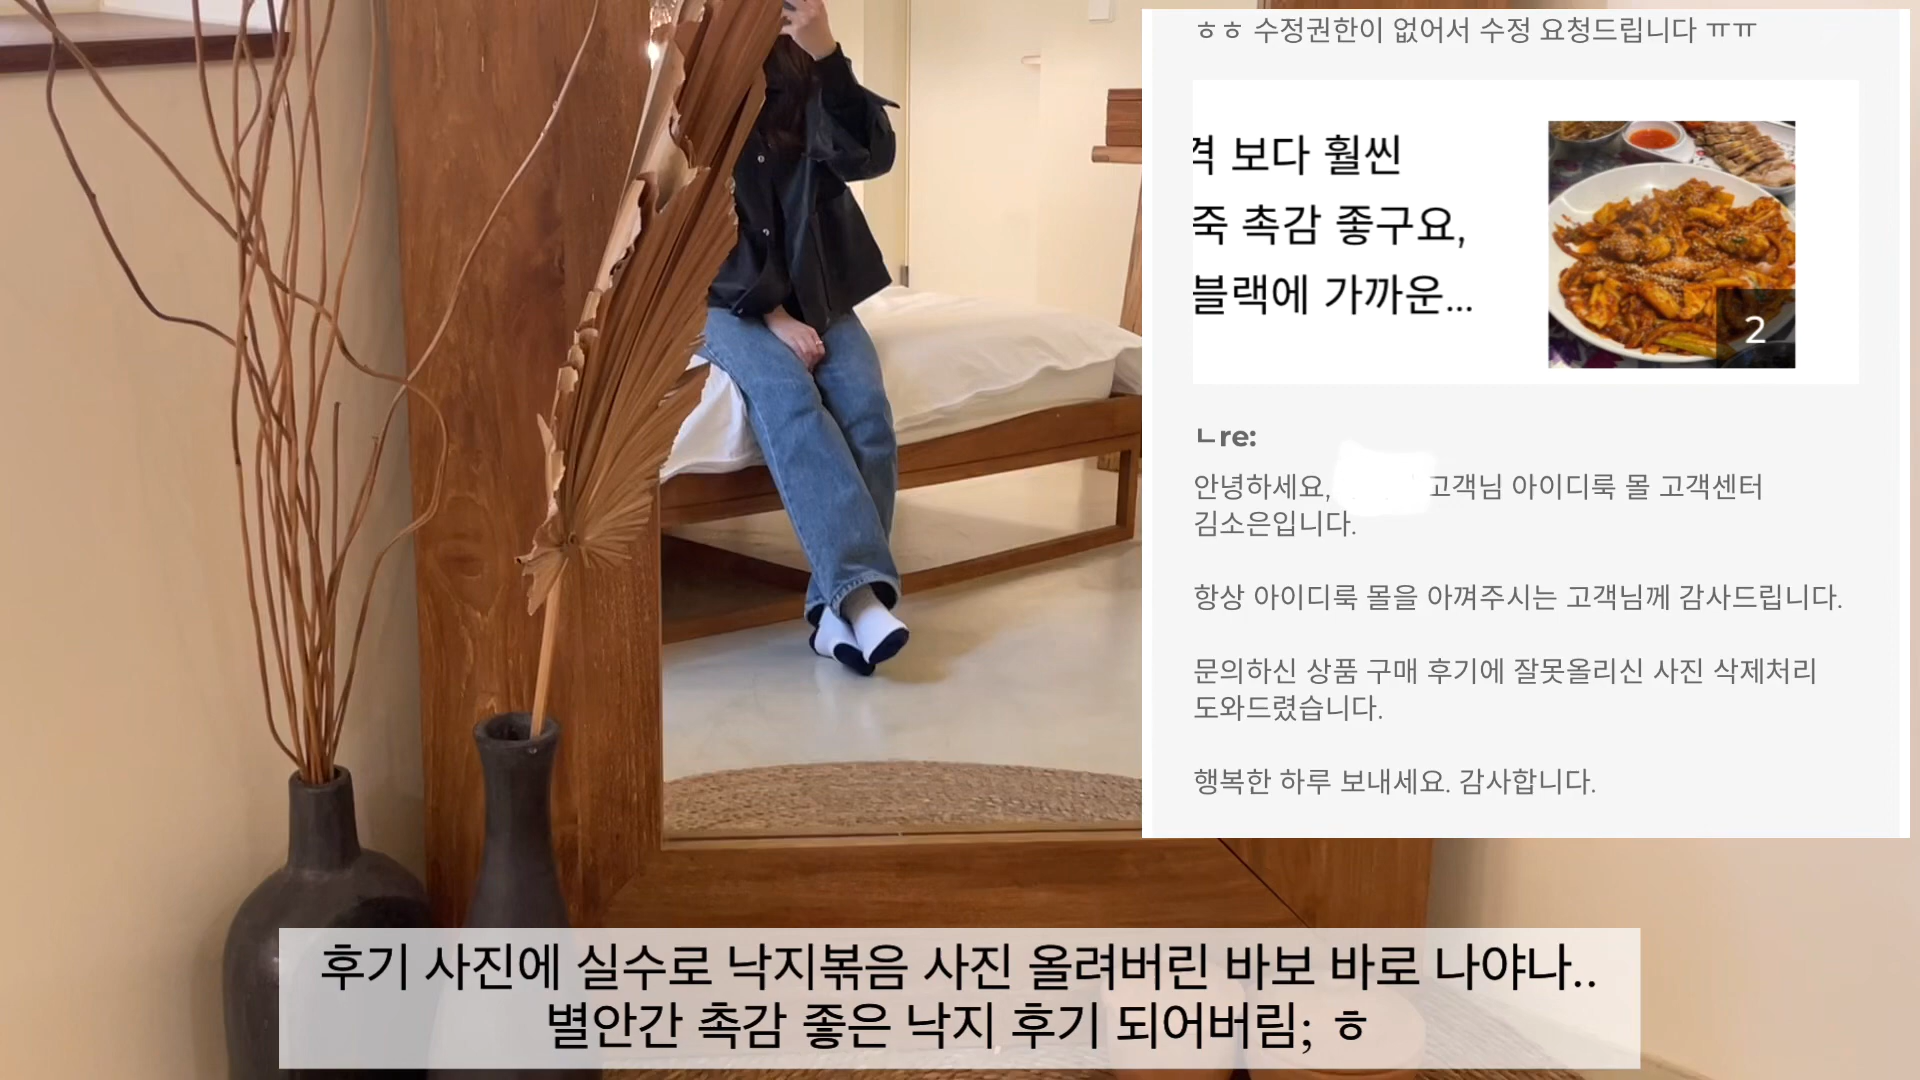 ㅎㅎ 수정권한이 없어서 수정 요청드립니다 ㅠㅠ
보다 훨씬
죽 촉감 좋구요,
블랙에 가까운...
2
ㄴre:
안녕하세요, 고객님 아이디룩 몰 고객센터
김소은입니다.
항상 아이디룩 몰을 아껴주시는 고객님께 감사드립니다.
문의하신 상품 구매 후기에 잘못올리신 사진 삭제처리
도와드렸습니다.
행복한 하루 보내세요. 감사합니다.
후기 사진에 실수로 낙지볶음 사진 올려버린 바보 바로 나야나..
별안간 촉감 좋은 낙지 후기 되어버림; ㅎ